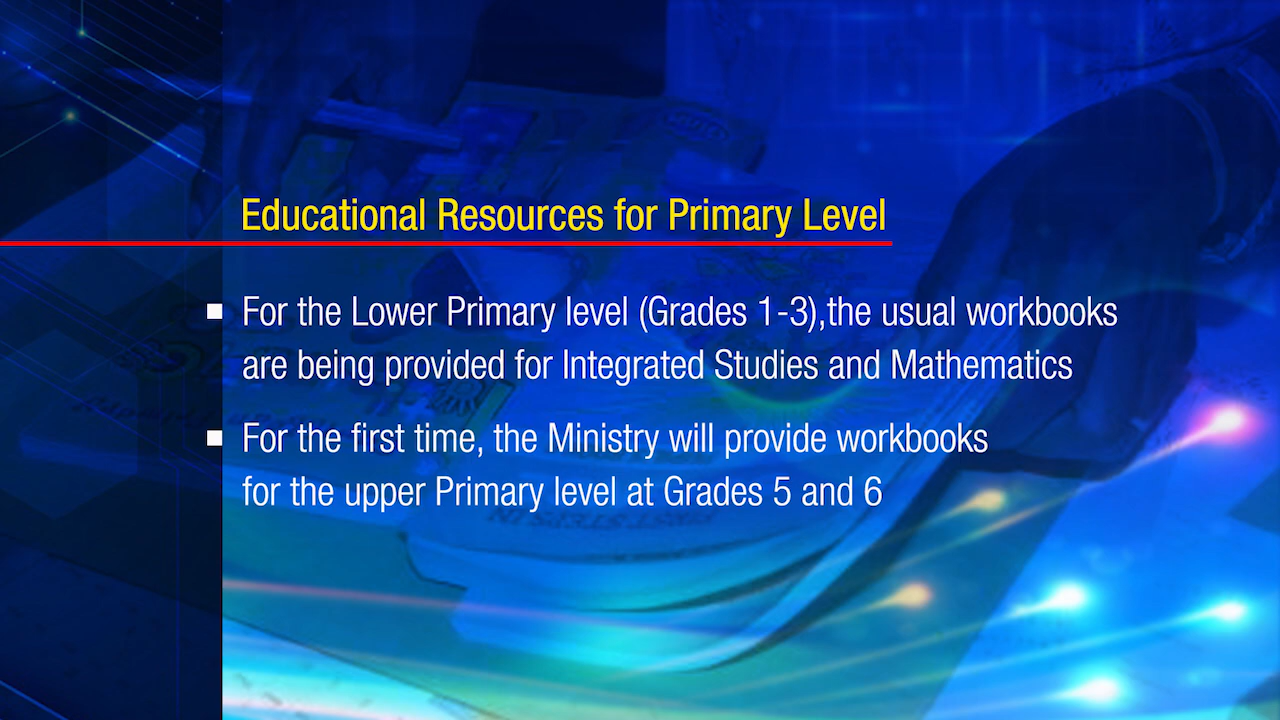 Educational Resources for Primary Level
For the Lower Primary level (Grades 1-3),the usual workbooks
are being provided for Integrated Studies and Mathematics
For the first time, the Ministry will provide workbooks
for the upper Primary level at Grades 5 and 6